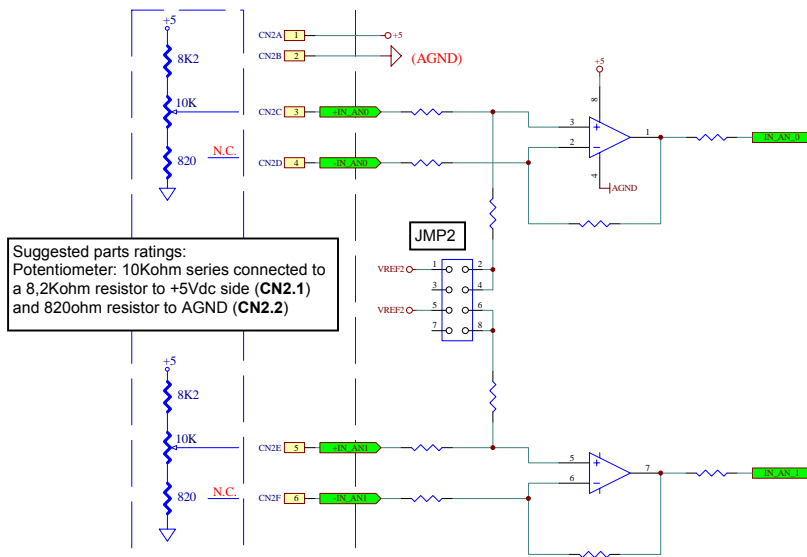 +5
8K2
10K
820
N.C.
CN2A 1 +5
CN2B 2 (AGND)
CN2C 3 +IN_AN0
CN2D 4 -IN_AN0
+5
8
3
2
1
4
AGND
IN_AN_0
JMP2
VREF2 1 2
3 4
VREF2 5 6
7 8
Suggested parts ratings:
Potentiometer: 10Kohm series connected to
a 8,2Kohm resistor to +5Vdc side (CN2.1)
and 820ohm resistor to AGND (CN2.2)
+5
8K2
10K
820
N.C.
CN2E 5 +IN_AN1
CN2F 6 -IN_AN1
5
6
7
IN_AN_1